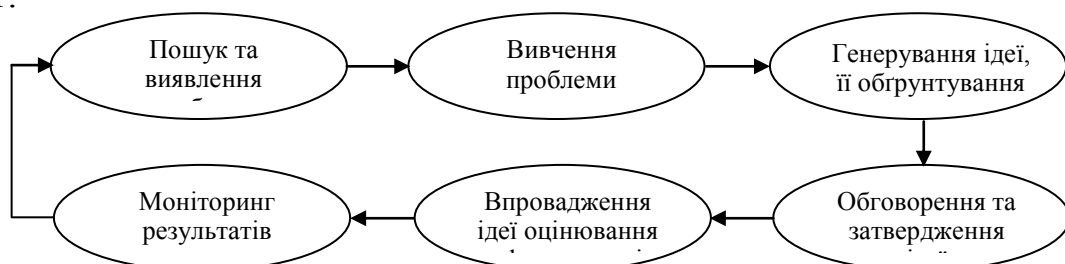 Пошук та
виявлення
Вивчення
проблеми
Генерування ідеї,
її обґрунтування
Обговорення та
затвердження
Впровадження
ідеї оцінювання
Моніторинг
результатів